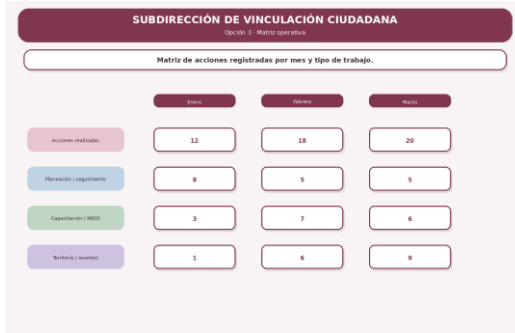 SUBDIRECCIÓN DE VINCULACIÓN CIUDADANA
Opción 3 · Matriz operativa
Matriz de acciones registradas por mes y tipo de trabajo.
Enero Febrero Marzo
Acciones realizadas 12 18 20
Planeación / seguimiento 8 5 5
Capacitación / 3 7 6
Territorio / eventos 1 6 9